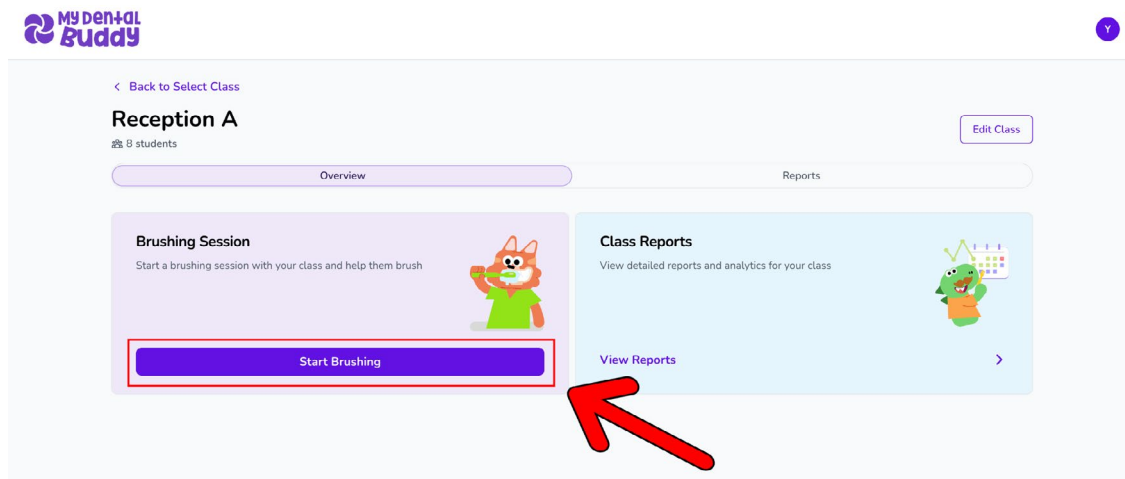 My Dental
Buddy
Y
Back to Select Class
Reception A
8 students
Edit Class
Overview
Reports
Brushing Session
Start a brushing session with your class and help them brush
Start Brushing
Class Reports
View detailed reports and analytics for your class
View Reports